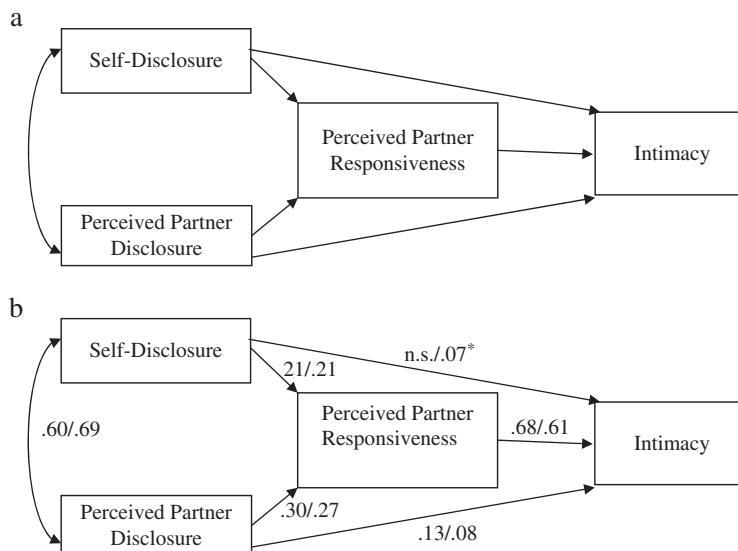 a
Self-Disclosure
Perceived Partner
Responsiveness
Intimacy
Perceived Partner
Disclosure
b
Self-Disclosure
n.s./.07*
21/.21
.60/.69
Perceived Partner
Responsiveness
.68/.61
Intimacy
.30/.27
Perceived Partner
Disclosure
.13/.08